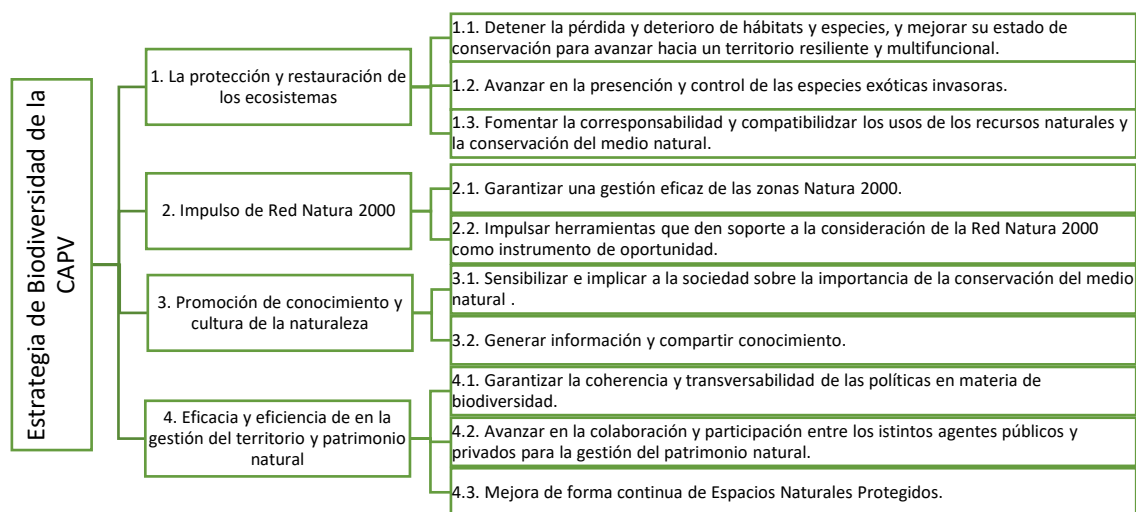 Estrategia de Biodiversidad de la
CAPV
1. La protección y restauración de
los ecosistemas
1.1. Detener la pérdida y deterioro de hábitats y especies, y mejorar su estado de
conservación para avanzar hacia un territorio resiliente y multifuncional.
1.2. Avanzar en la presención y control de las especies exóticas invasoras.
1.3. Fomentar la corresponsabilidad y compatibilidzar los usos de los recursos naturales y
la conservación del medio natural.
2. Impulso de Red Natura 2000
2.1. Garantizar una gestión eficaz de las zonas Natura 2000.
2.2. Impulsar herramientas que den soporte a la consideración de la Red Natura 2000
como instrumento de oportunidad.
3. Promoción de conocimiento y
cultura de la naturaleza
3.1. Sensibilizar e implicar a la sociedad sobre la importancia de la conservación del medio
natural .
3.2. Generar información y compartir conocimiento.
4. Eficacia y eficiencia de en la
gestión del territorio y patrimonio
natural
4.1. Garantizar la coherencia y transversabilidad de las políticas en materia de
biodiversidad.
4.2. Avanzar en la colaboración y participación entre los istintos agentes públicos y
privados para la gestión del patrimonio natural.
4.3. Mejora de forma continua de Espacios Naturales Protegidos.